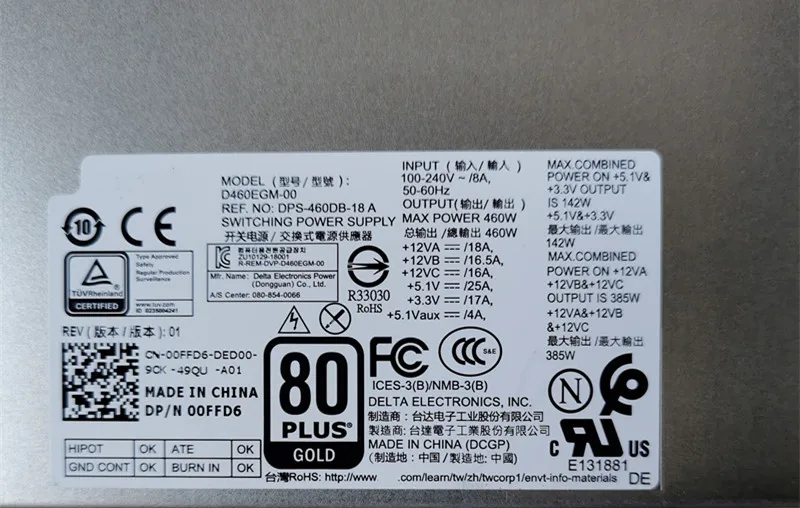 MODEL (型号/ 型號):
D460EGM-00
REF. NO: DPS-460DB-18 A
SWITCHING POWER SUPPLY
开关电源 / 交換式電源供應器
INPUT (输入/ 輸入)
100-240V ~ /8A,
50-60Hz
OUTPUT(输出/ 輸出)
MAX POWER 460W
总输出 /總輸出 460W
+12VA /18A,
+12VB /16.5A,
+12VC /16A,
+5.1V /25A,
+3.3V /17A,
+5.1Vaux /4A,
MAX.COMBINED
POWER ON +5.1V&
+3.3V OUTPUT
IS 142W
+5.1V&+3.3V
最大输出 /最大輸出
142W
MAX.COMBINED
POWER ON +12VA
+12VB&+12VC
OUTPUT IS 385W
+12VA&+12VB
&+12VC
最大输出 /最大輸出
385W
10
CE
TÜVRheinland
CERTIFIED
Type Approved
Safety
Regular Production
Surveillance
www.tuv.com
ID 0235004241
ZU10129-18001
R-REM-DVP-D460EGM-00
Mfr. Name: Delta Electronics Power
(Dongguan) Co., Ltd.
A/S Center: 080-854-0066
R33030
RoHS
REV (版本 / 版本): 01
CN-00FFD6-DED00-
9CK -49QU -A01
MADE IN CHINA
DP/N 00FFD6
HIPOT OK ATE OK
GND CONT OK BURN IN OK
80
PLUS®
GOLD
FC
CCC S&E
ICES-3(B)/NMB-3(B)
DELTA ELECTRONICS, INC.
制造商: 台达电子工业股份有限公司
製造商: 台達電子工業股份有限公司
MADE IN CHINA (DCGP)
(制造地: 中国 / 製造地: 中國)
N
c UR US
E131881
DE
台灣RoHS: http://www .com/learn/tw/zh/twcorp1/envt-info-materials